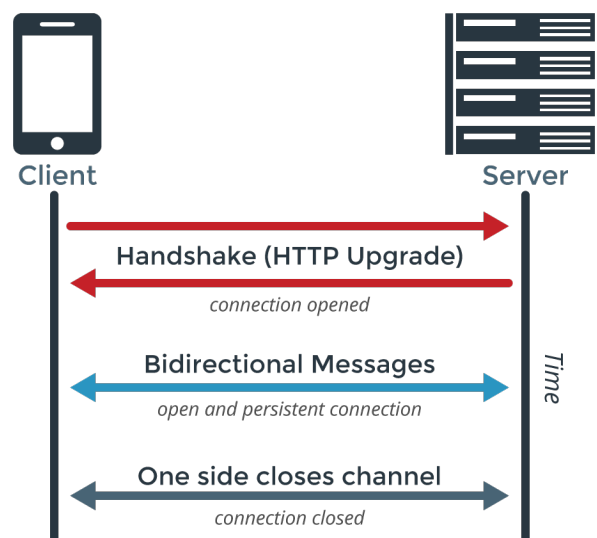 Client
Server
Handshake (HTTP Upgrade)
connection opened
Bidirectional Messages
open and persistent connection
Time
One side closes channel
connection closed